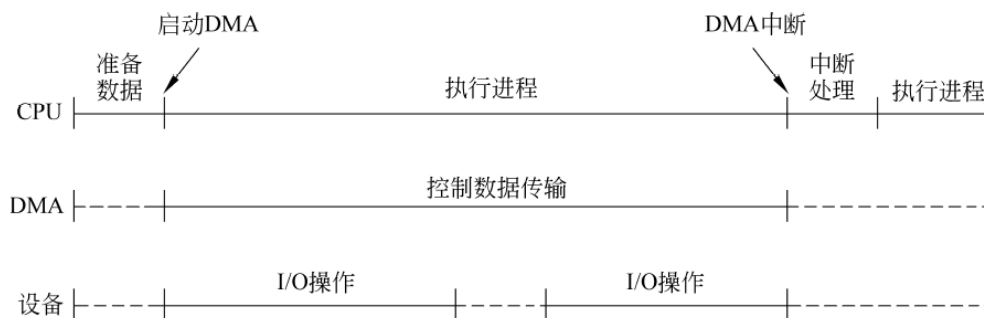 启动DMA
DMA中断
准备
数据
执行进程
中断
处理
执行进程
CPU
控制数据传输
DMA
I/O操作
I/O操作
设备